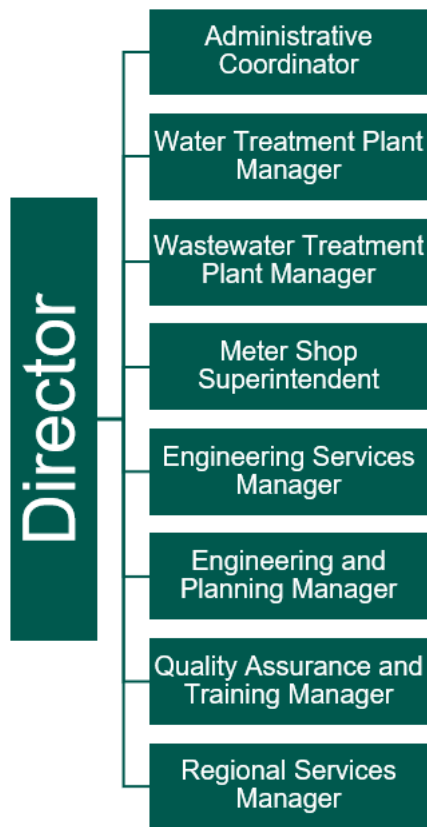 Director
Administrative
Coordinator
Water Treatment Plant
Manager
Wastewater Treatment
Plant Manager
Meter Shop
Superintendent
Engineering Services
Manager
Engineering and
Planning Manager
Quality Assurance and
Training Manager
Regional Services
Manager